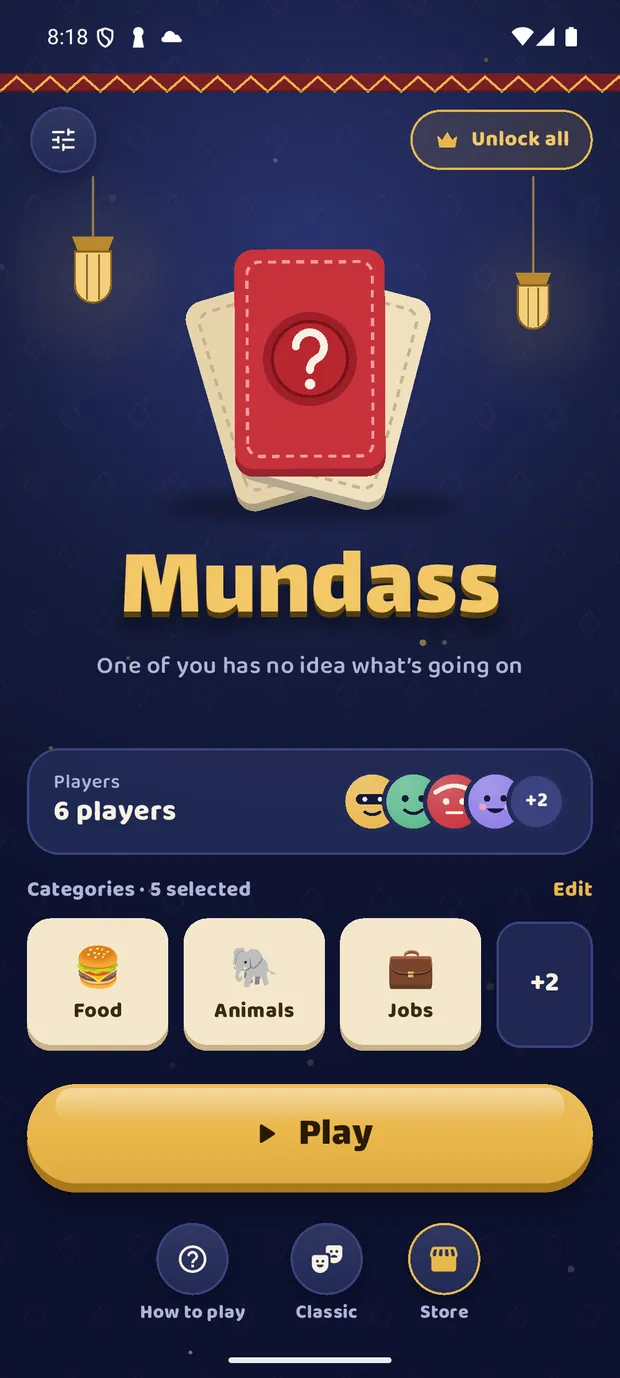 8:18
Unlock all
?
Mundass
One of you has no idea what's going on
Players
6 players
+2
Categories · 5 selected
Edit
Food
Animals
Jobs
+2
Play
?
How to play
Classic
Store